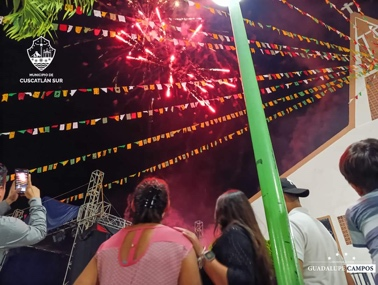 MUNICIPIO DE
CUSCATLÁN SUR
GUADALUPE CAMPOS